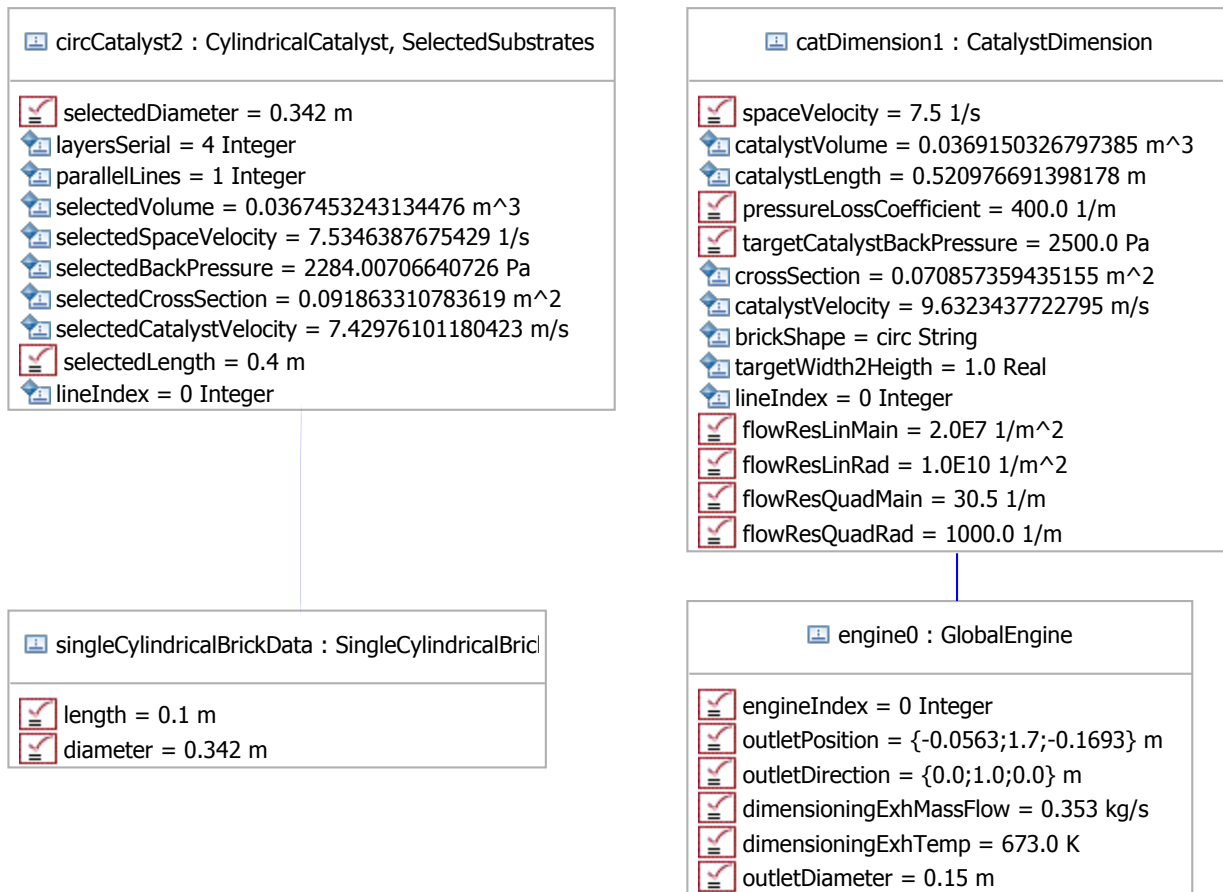 circCatalyst2 : CylindricalCatalyst, SelectedSubstrates
selectedDiameter = 0.342 m
layersSerial = 4 Integer
parallelLines = 1 Integer
selectedVolume = 0.0367453243134476 m^3
selectedSpaceVelocity = 7.5346387675429 1/s
selectedBackPressure = 2284.00706640726 Pa
selectedCrossSection = 0.091863310783619 m^2
selectedCatalystVelocity = 7.42976101180423 m/s
selectedLength = 0.4 m
lineIndex = 0 Integer
singleCylindricalBrickData : SingleCylindricalBric
length = 0.1 m
diameter = 0.342 m
catDimension1 : CatalystDimension
spaceVelocity = 7.5 1/s
catalystVolume = 0.0369150326797385 m^3
catalystLength = 0.520976691398178 m
pressureLossCoefficient = 400.0 1/m
targetCatalystBackPressure = 2500.0 Pa
crossSection = 0.070857359435155 m^2
catalystVelocity = 9.6323437722795 m/s
brickShape = circ String
targetWidth2Heigth = 1.0 Real
lineIndex = 0 Integer
flowResLinMain = 2.0E7 1/m^2
flowResLinRad = 1.0E10 1/m^2
flowResQuadMain = 30.5 1/m
flowResQuadRad = 1000.0 1/m
engine0 : GlobalEngine
engineIndex = 0 Integer
outletPosition = {-0.0563;1.7;-0.1693} m
outletDirection = {0.0;1.0;0.0} m
dimensioningExhMassFlow = 0.353 kg/s
dimensioningExhTemp = 673.0 K
outletDiameter = 0.15 m